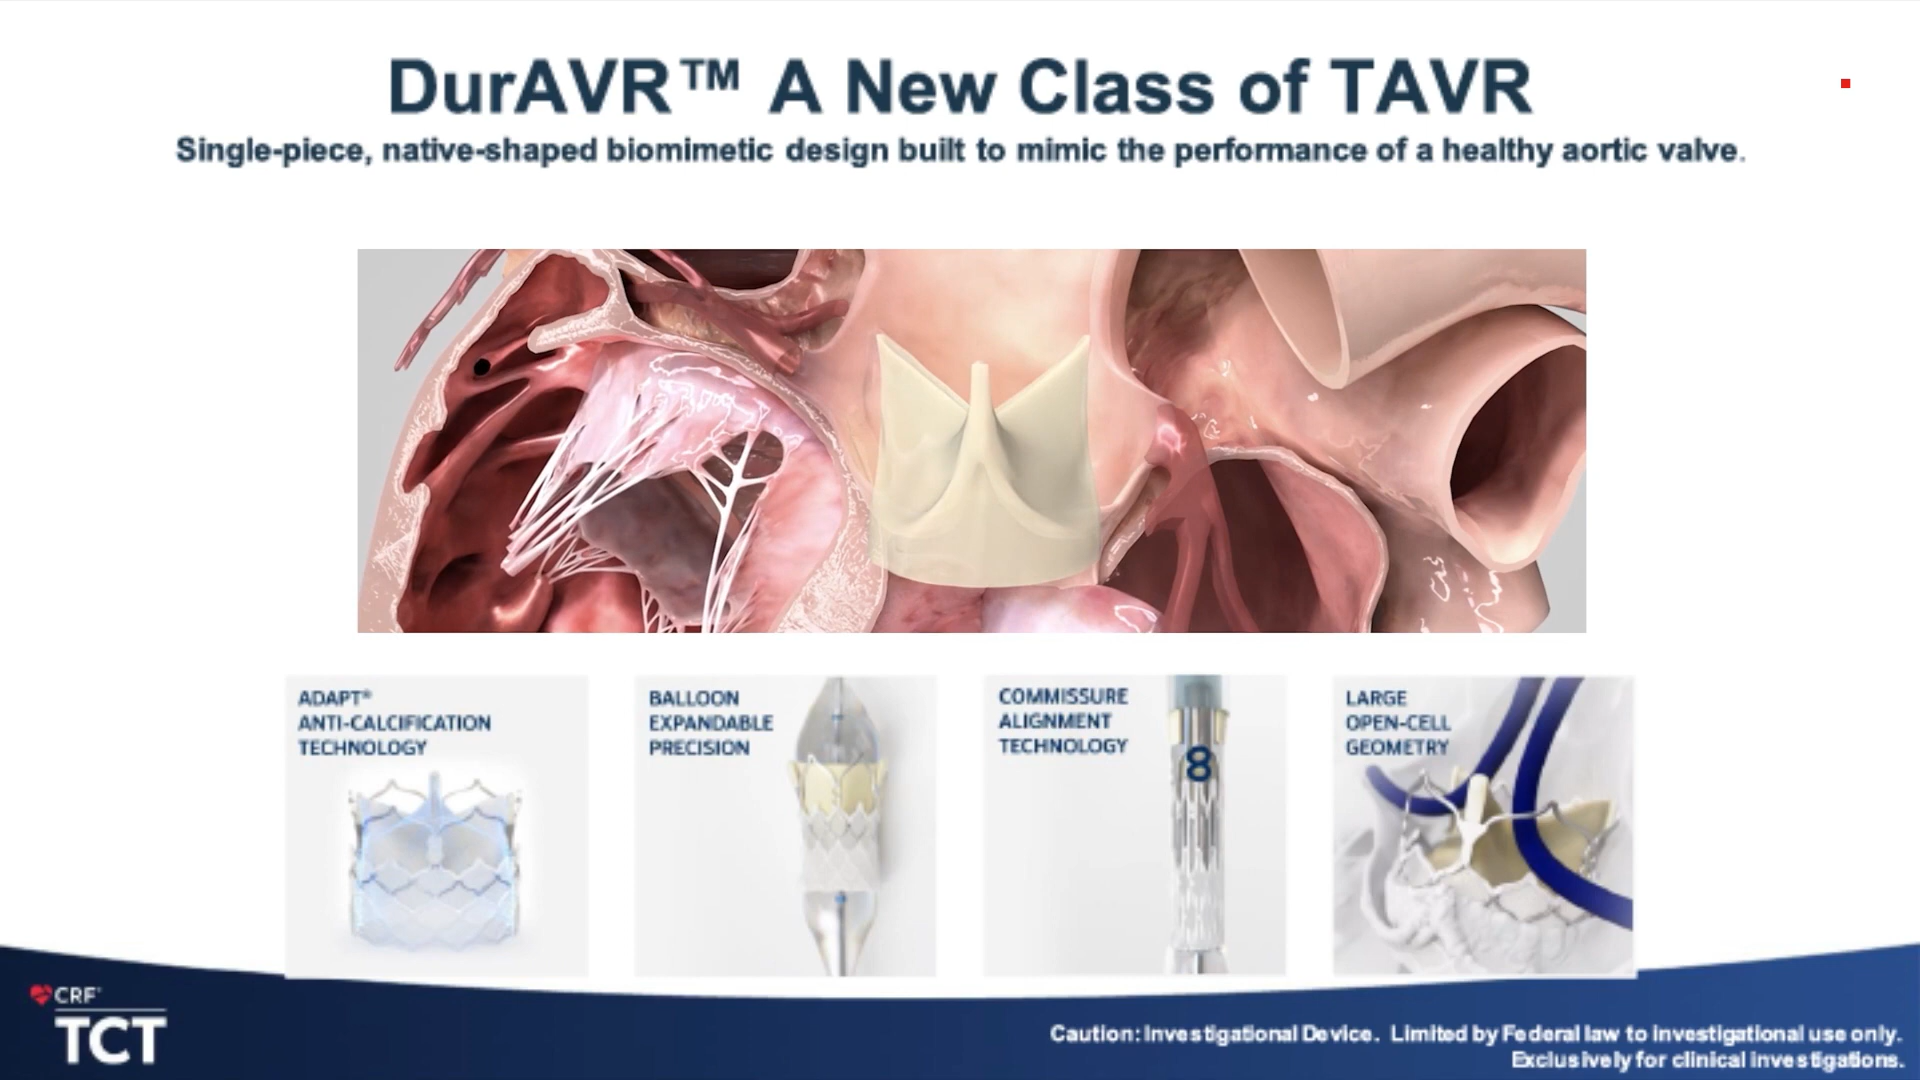 DurAVR™ A New Class of TAVR
Single-piece, native-shaped biomimetic design built to mimic the performance of a healthy aortic valve.
ADAPT®
ANTI-CALCIFICATION
TECHNOLOGY
BALLOON
EXPANDABLE
PRECISION
COMMISSURE
ALIGNMENT
TECHNOLOGY
8
LARGE
OPEN-CELL
GEOMETRY
CRF®
TCT
Caution: Investigational Device. Limited by Federal law to investigational use only.
Exclusively for clinical investigations.